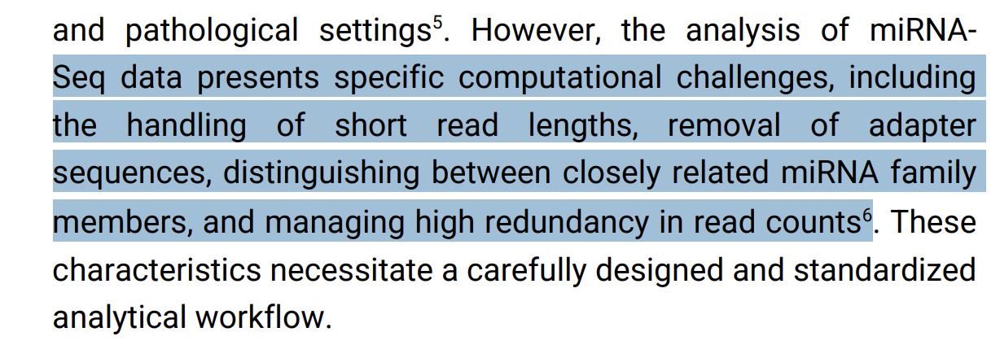 and pathological settings⁵. However, the analysis of miRNA-
Seq data presents specific computational challenges, including
the handling of short read lengths, removal of adapter
sequences, distinguishing between closely related miRNA family
members, and managing high redundancy in read counts⁶. These
characteristics necessitate a carefully designed and standardized
analytical workflow.